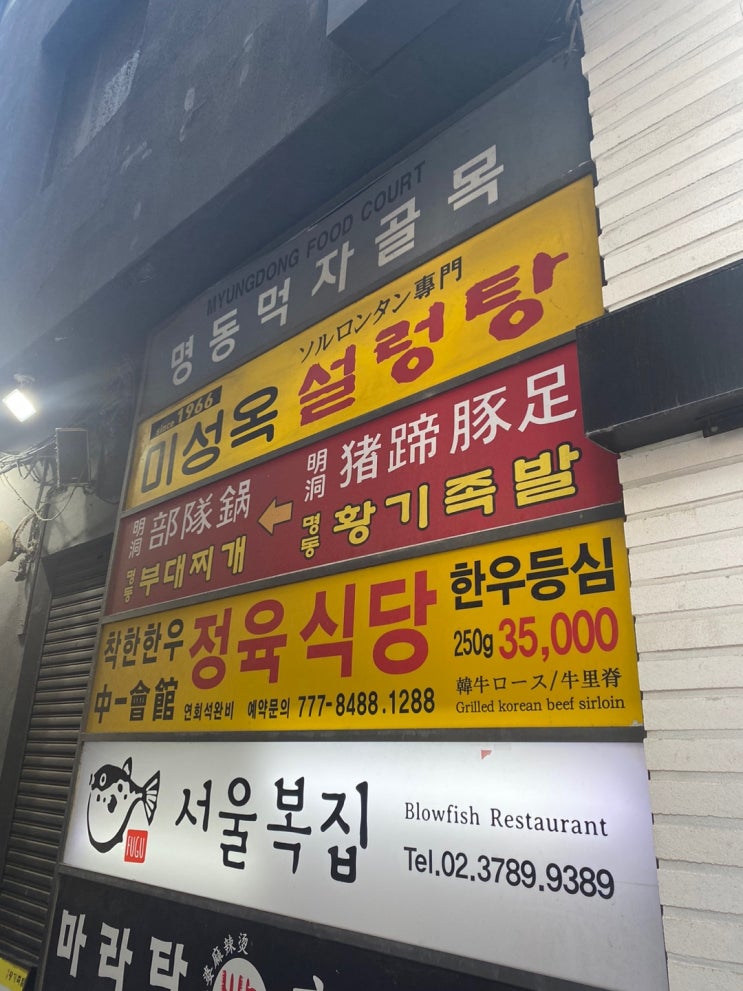 MYUNGDONG FOOD COURT
명동먹자골목
since 1966
ソルロンタン専門
미성옥 설렁탕
明洞 猪蹄豚足
明洞 部隊鍋
명동 황기족발
명동 부대찌개
착한한우 정육식당
한우등심
250g 35,000
中一會館
연회석완비 예약문의 777-8488.1288
韓牛ロース/牛里脊
Grilled korean beef sirloin
FUGU
서울복집
Blowfish Restaurant
Tel.02.3789.9389
마라탕
麻辣烫